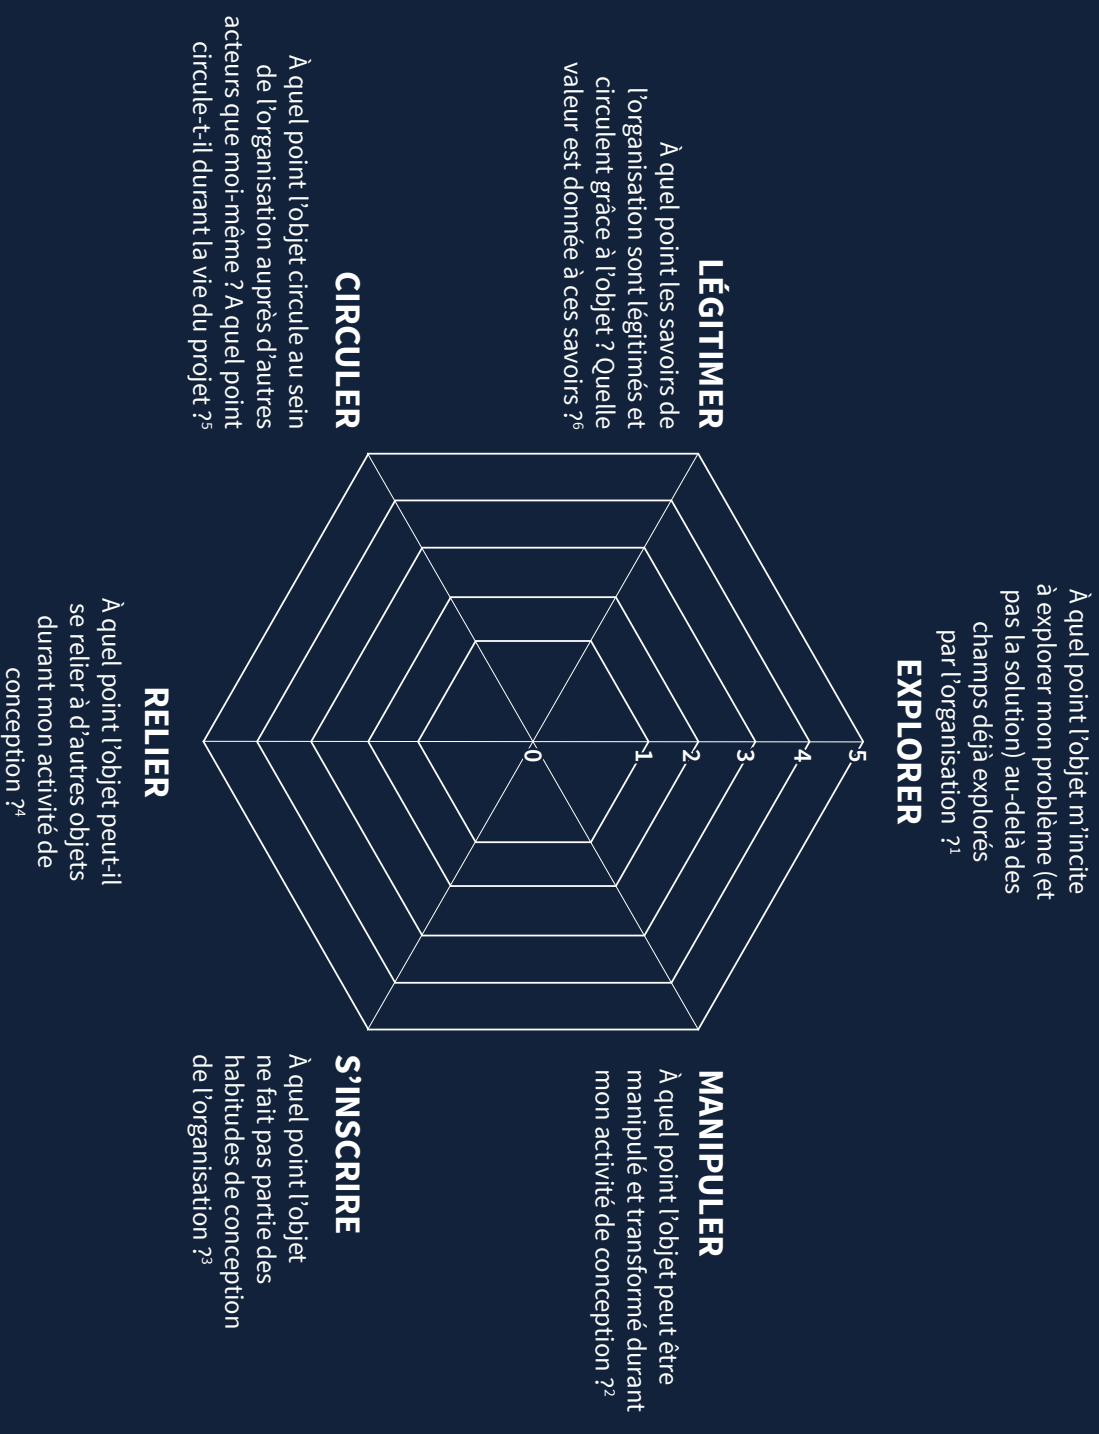 À quel point l’objet m’incite
à explorer mon problème (et
pas la solution) au-delà des
champs déjà explorés
par l’organisation ?¹
EXPLORER
LÉGITIMER
À quel point les savoirs de
l’organisation sont légitimés et
circulent grâce à l’objet ? Quelle
valeur est donnée à ces savoirs ?⁶
MANIPULER
À quel point l’objet peut être
manipulé et transformé durant
mon activité de conception ?²
5
4
3
2
1
0
CIRCULER
À quel point l’objet circule au sein
de l’organisation auprès d’autres
acteurs que moi-même ? A quel point
circule-t-il durant la vie du projet ?⁵
S’INSCRIRE
À quel point l’objet
ne fait pas partie des
habitudes de conception
de l’organisation ?³
RELIER
À quel point l’objet peut-il
se relier à d’autres objets
durant mon activité de
conception ?⁴